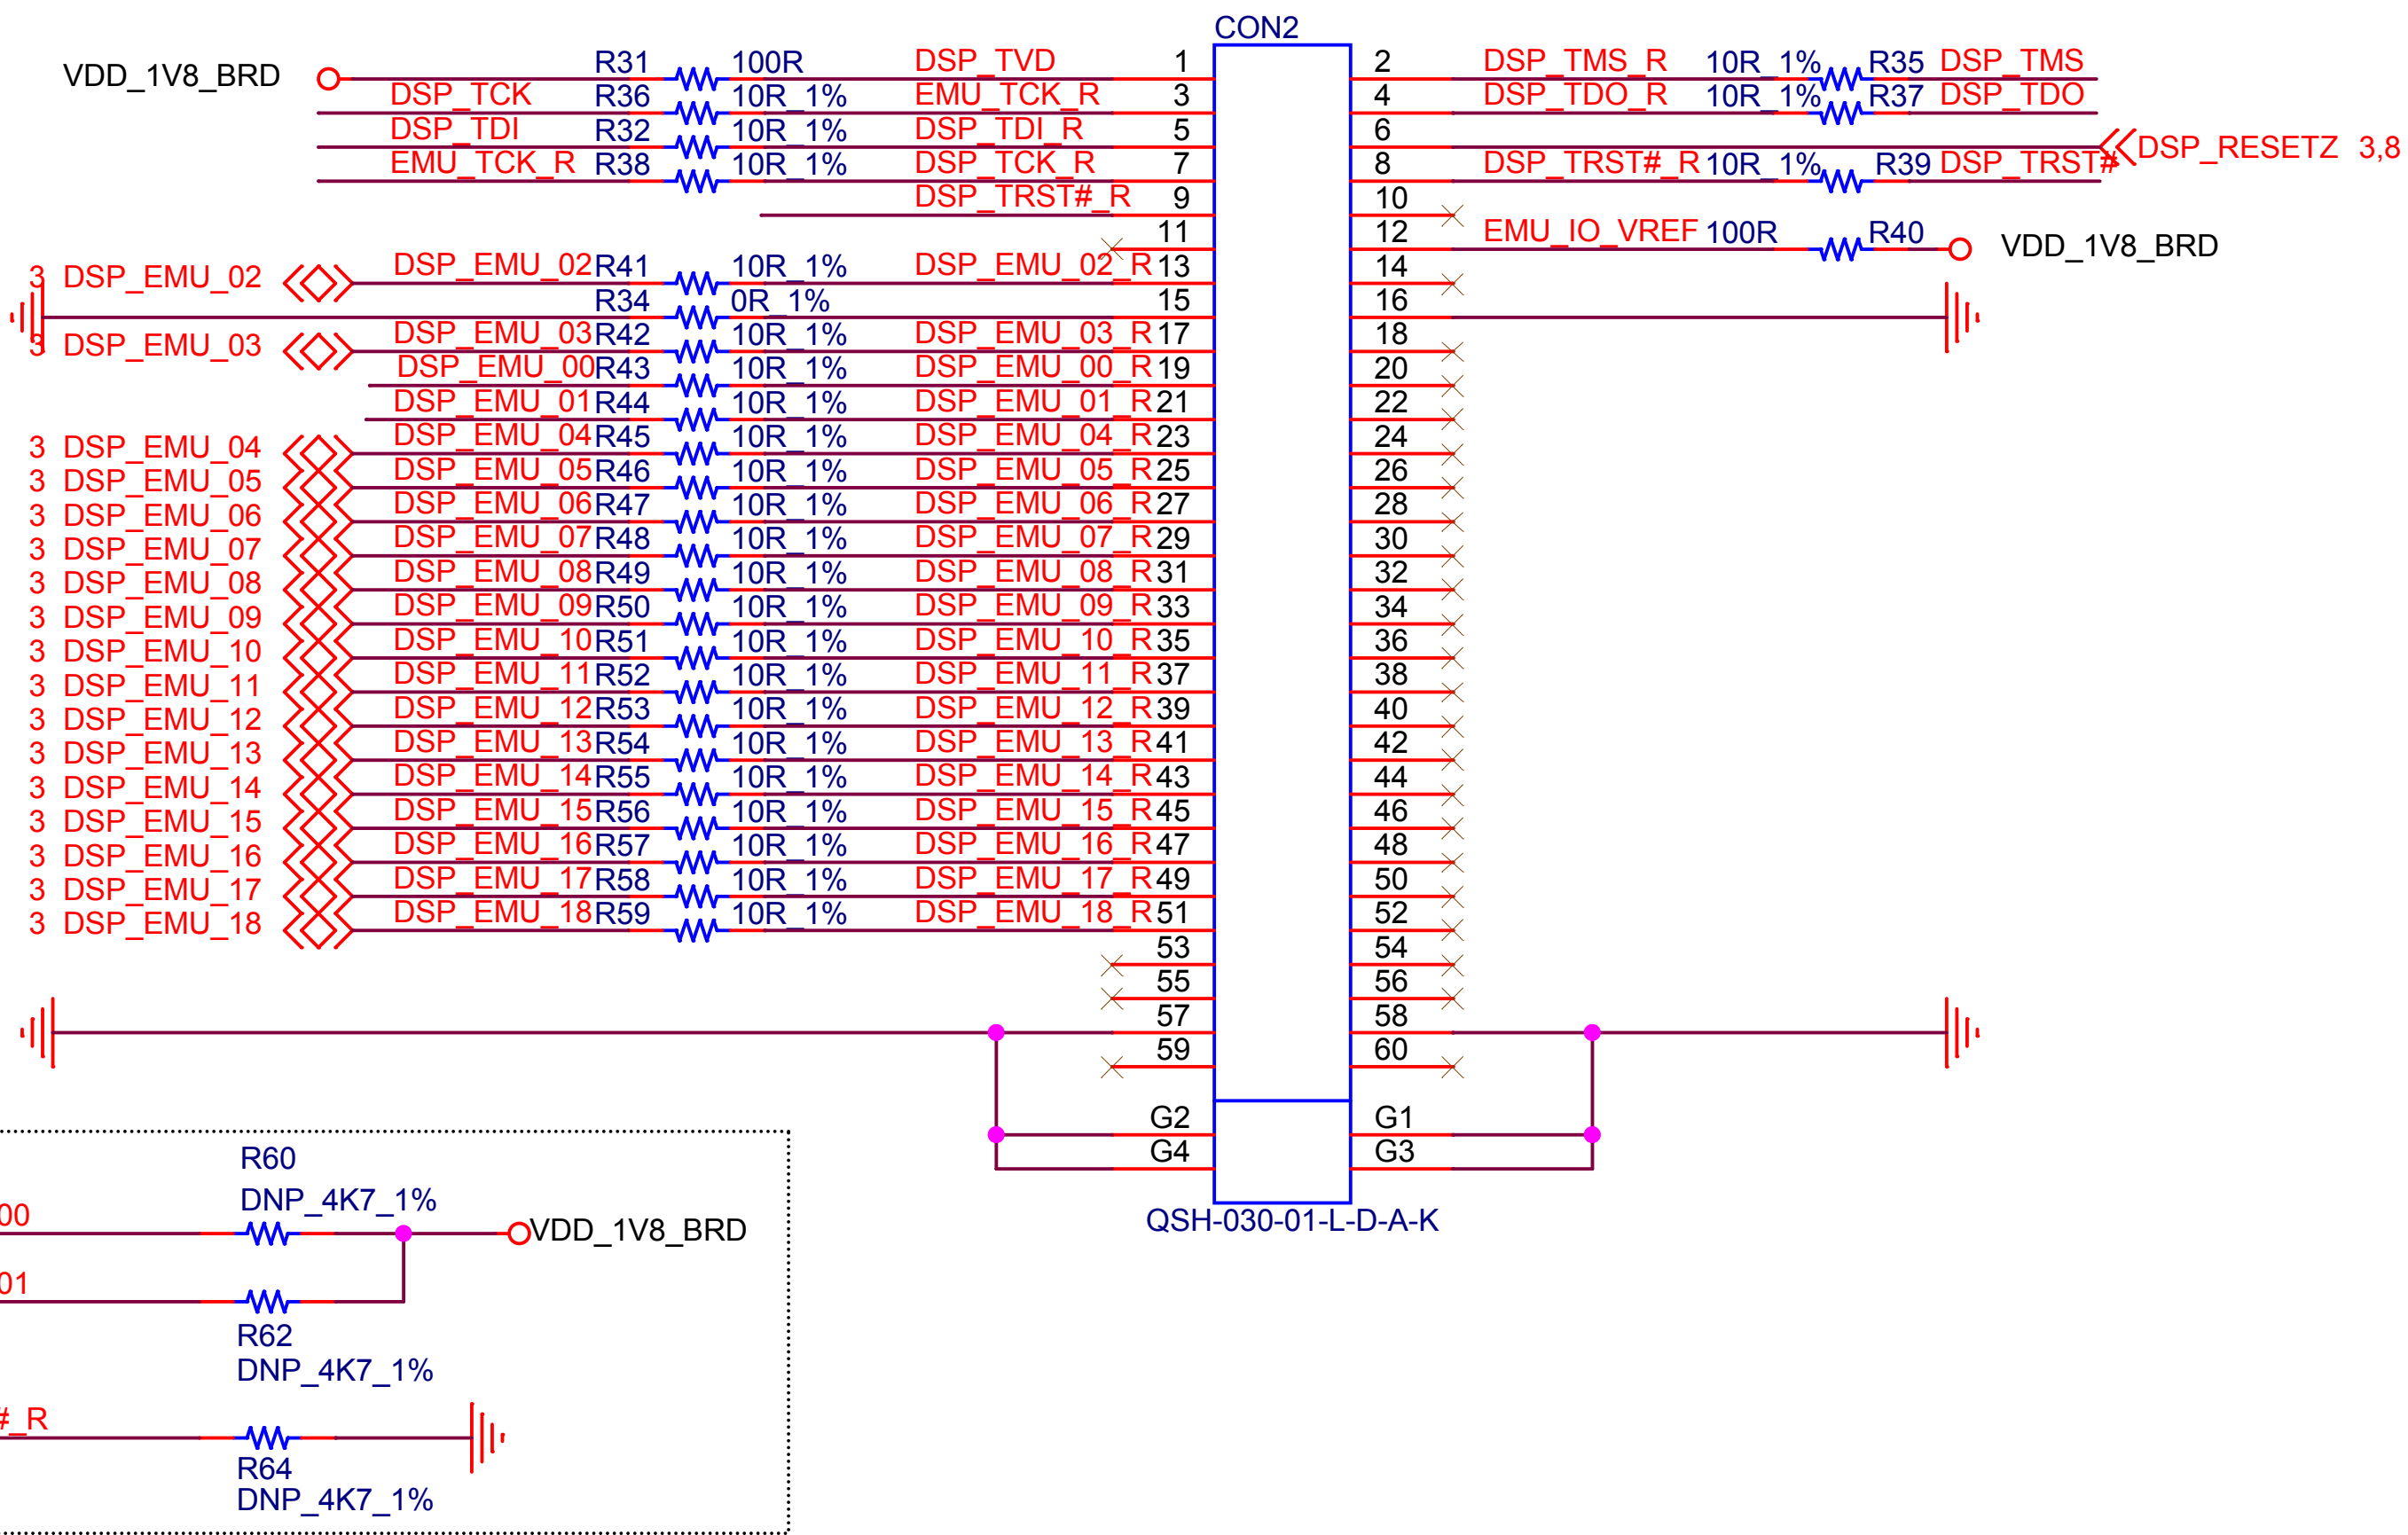 CON2
VDD_1V8_BRD R31 100R DSP_TVD 1 2 DSP_TMS_R 10R_1% R35 DSP_TMS
DSP_TCK R36 10R_1% EMU_TCK_R 3 4 DSP_TDO_R 10R_1% R37 DSP_TDO
DSP_TDI R32 10R_1% DSP_TDI_R 5 6 DSP_RESETZ 3,8
EMU_TCK_R R38 10R_1% DSP_TCK_R 7 8 DSP_TRST#_R 10R_1% R39 DSP_TRST#
DSP_TRST#_R 9 10
11 12 EMU_IO_VREF 100R R40 VDD_1V8_BRD
3 DSP_EMU_02 DSP_EMU_02 R41 10R_1% DSP_EMU_02_R 13 14
R34 0R_1% 15 16
3 DSP_EMU_03 DSP_EMU_03 R42 10R_1% DSP_EMU_03_R 17 18
DSP_EMU_00 R43 10R_1% DSP_EMU_00_R 19 20
DSP_EMU_01 R44 10R_1% DSP_EMU_01_R 21 22
3 DSP_EMU_04 DSP_EMU_04 R45 10R_1% DSP_EMU_04_R 23 24
3 DSP_EMU_05 DSP_EMU_05 R46 10R_1% DSP_EMU_05_R 25 26
3 DSP_EMU_06 DSP_EMU_06 R47 10R_1% DSP_EMU_06_R 27 28
3 DSP_EMU_07 DSP_EMU_07 R48 10R_1% DSP_EMU_07_R 29 30
3 DSP_EMU_08 DSP_EMU_08 R49 10R_1% DSP_EMU_08_R 31 32
3 DSP_EMU_09 DSP_EMU_09 R50 10R_1% DSP_EMU_09_R 33 34
3 DSP_EMU_10 DSP_EMU_10 R51 10R_1% DSP_EMU_10_R 35 36
3 DSP_EMU_11 DSP_EMU_11 R52 10R_1% DSP_EMU_11_R 37 38
3 DSP_EMU_12 DSP_EMU_12 R53 10R_1% DSP_EMU_12_R 39 40
3 DSP_EMU_13 DSP_EMU_13 R54 10R_1% DSP_EMU_13_R 41 42
3 DSP_EMU_14 DSP_EMU_14 R55 10R_1% DSP_EMU_14_R 43 44
3 DSP_EMU_15 DSP_EMU_15 R56 10R_1% DSP_EMU_15_R 45 46
3 DSP_EMU_16 DSP_EMU_16 R57 10R_1% DSP_EMU_16_R 47 48
3 DSP_EMU_17 DSP_EMU_17 R58 10R_1% DSP_EMU_17_R 49 50
3 DSP_EMU_18 DSP_EMU_18 R59 10R_1% DSP_EMU_18_R 51 52
53 54
55 56
57 58
59 60
G2 G1
G4 G3
QSH-030-01-L-D-A-K
R60
DNP_4K7_1%
00 VDD_1V8_BRD
01
R62
DNP_4K7_1%
#_R
R64
DNP_4K7_1%